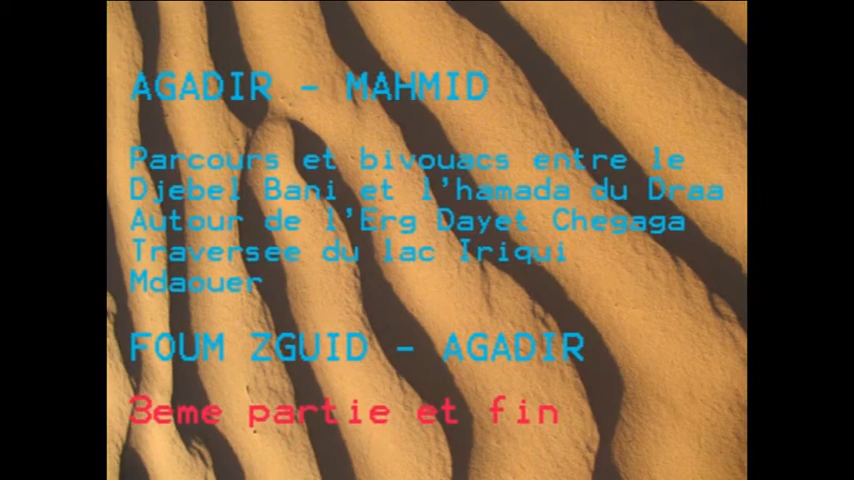 AGADIR - MAHMID
Parcours et bivouacs entre le
Djebel Bani et l'hamada du Draa
Autour de l'Erg Dayet Chegaga
Traversee du lac Iriqui
Mdaouer
FOUM ZGUID - AGADIR
3eme partie et fin